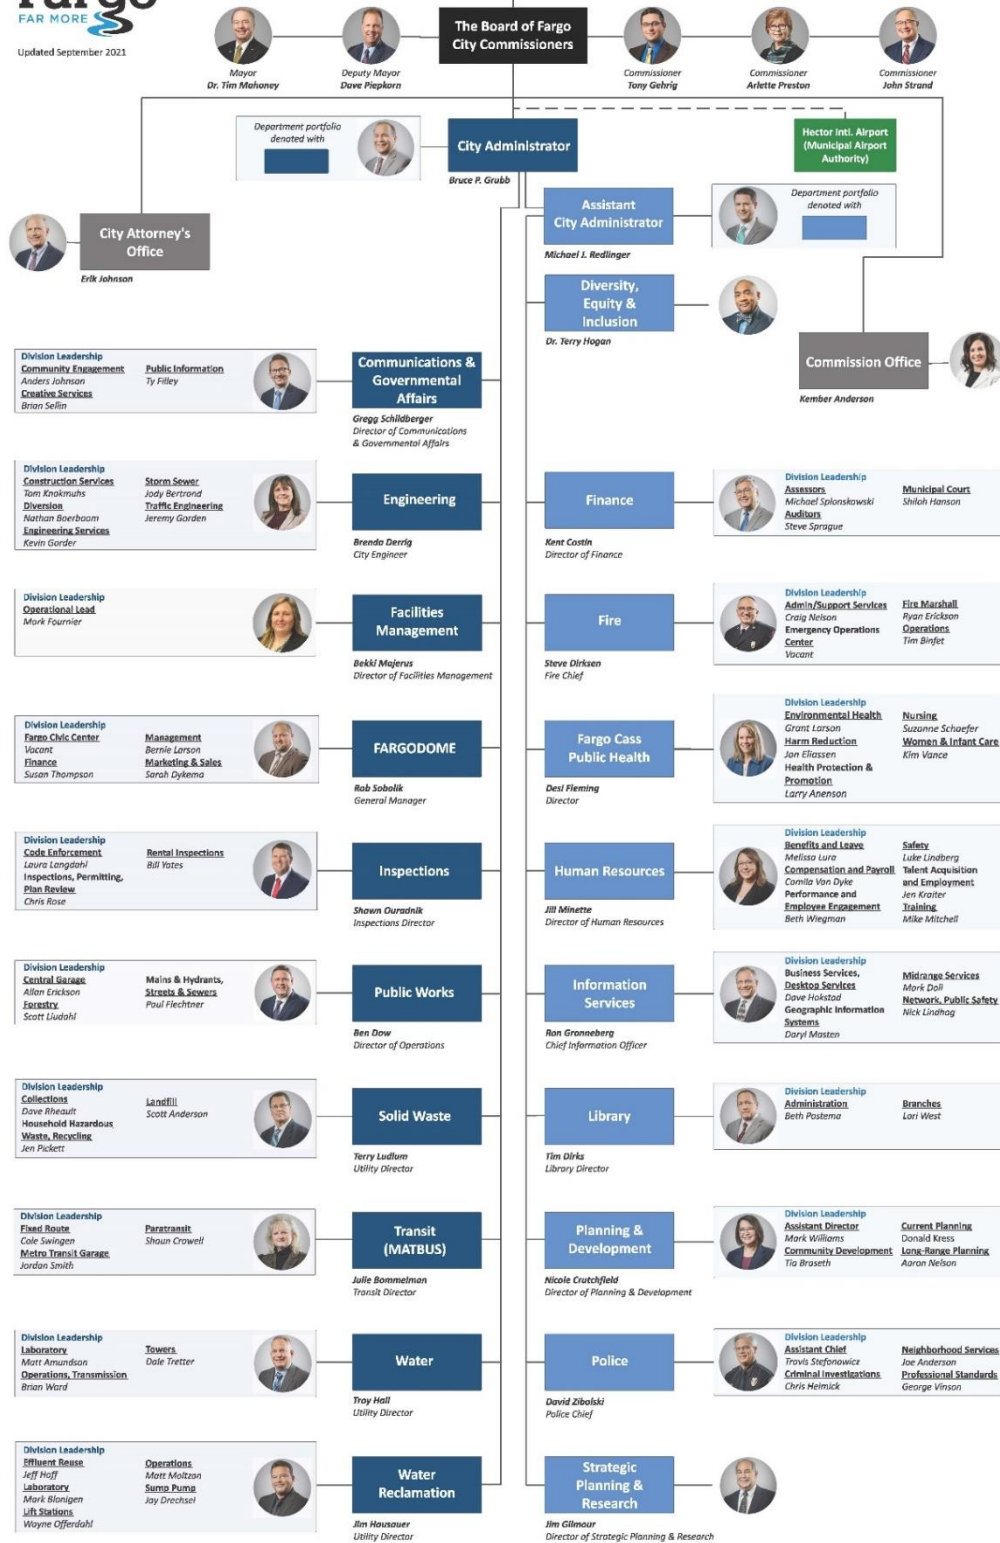 Fargo
FAR MORE
Updated September 2021
The Board of Fargo
City Commissioners
Mayor
Dr. Tim Mahoney
Deputy Mayor
Dave Piepkorn
Commissioner
Tony Gehrig
Commissioner
Arlette Preston
Commissioner
John Strand
Department portfolio
denoted with
City Administrator
Bruce P. Grubb
Hector Intl. Airport
(Municipal Airport
Authority)
Assistant
City Administrator
Michael J. Redlinger
Department portfolio
denoted with
City Attorney's
Office
Erik Johnson
Diversity,
Equity &
Inclusion
Dr. Terry Hogan
Commission Office
Kember Anderson
Division Leadership
Community Engagement
Anders Johnson
Creative Services
Brian Sellin
Public Information
Ty Filley
Communications &
Governmental
Affairs
Gregg Schildberger
Director of Communications
& Governmental Affairs
Division Leadership
Construction Services
Tom Knakmuhs
Diversion
Nathan Boerboom
Engineering Services
Kevin Gorder
Storm Sewer
Jody Bertrand
Traffic Engineering
Jeremy Gorden
Engineering
Brenda Derrig
City Engineer
Finance
Kent Costin
Director of Finance
Division Leadership
Assessors
Michael Splonskowski
Auditors
Steve Sprague
Municipal Court
Shiloh Hanson
Division Leadership
Operational Lead
Mark Fournier
Facilities
Management
Bekki Majerus
Director of Facilities Management
Fire
Steve Dirksen
Fire Chief
Division Leadership
Admin/Support Services
Craig Nelson
Emergency Operations
Center
Vacant
Fire Marshall
Ryan Erickson
Operations
Tim Binfet
Division Leadership
Fargo Civic Center
Vacant
Finance
Susan Thompson
Management
Bernie Larson
Marketing & Sales
Sarah Dykema
FARGODOME
Rob Sobolik
General Manager
Fargo Cass
Public Health
Desi Fleming
Director
Division Leadership
Environmental Health
Grant Larson
Harm Reduction
Jan Eliassen
Health Protection &
Promotion
Larry Anenson
Nursing
Suzanne Schaefer
Women & Infant Care
Kim Vance
Division Leadership
Code Enforcement
Laura Langdahl
Inspections, Permitting,
Plan Review
Chris Rose
Rental Inspections
Bill Yates
Inspections
Shawn Ouradnik
Inspections Director
Human Resources
Jill Minette
Director of Human Resources
Division Leadership
Benefits and Leave
Melissa Lura
Compensation and Payroll
Camila Van Dyke
Performance and
Employee Engagement
Beth Wiegman
Safety
Luke Lindberg
Talent Acquisition
and Employment
Jen Kraiter
Training
Mike Mitchell
Division Leadership
Central Garage
Allan Erickson
Forestry
Scott Liudahl
Mains & Hydrants,
Streets & Sewers
Paul Flechtner
Public Works
Ben Dow
Director of Operations
Information
Services
Ron Gronneberg
Chief Information Officer
Division Leadership
Business Services,
Desktop Services
Dave Hokstad
Geographic Information
Systems
Daryl Masten
Midrange Services
Mark Doll
Network, Public Safety
Nick Lindhag
Division Leadership
Collections
Dave Rheault
Household Hazardous
Waste, Recycling
Jen Pickett
Landfill
Scott Anderson
Solid Waste
Terry Ludlum
Utility Director
Library
Tim Dirks
Library Director
Division Leadership
Administration
Beth Postema
Branches
Lori West
Division Leadership
Fixed Route
Cole Swingen
Metro Transit Garage
Jordan Smith
Paratransit
Shaun Crowell
Transit
(MATBUS)
Julie Bommelman
Transit Director
Planning &
Development
Nicole Crutchfield
Director of Planning & Development
Division Leadership
Assistant Director
Mark Williams
Community Development
Tia Braseth
Current Planning
Donald Kress
Long-Range Planning
Aaron Nelson
Division Leadership
Laboratory
Matt Amundson
Operations, Transmission
Brian Ward
Towers
Dale Tretter
Water
Troy Hall
Utility Director
Police
David Zibolski
Police Chief
Division Leadership
Assistant Chief
Travis Stefonowicz
Criminal Investigations
Chris Helmick
Neighborhood Services
Joe Anderson
Professional Standards
George Vinson
Division Leadership
Effluent Reuse
Jeff Hoff
Laboratory
Mark Blonigen
Lift Stations
Wayne Offerdahl
Operations
Matt Moltzan
Sump Pump
Jay Drechsel
Water
Reclamation
Jim Hausauer
Utility Director
Strategic
Planning &
Research
Jim Gilmour
Director of Strategic Planning & Research